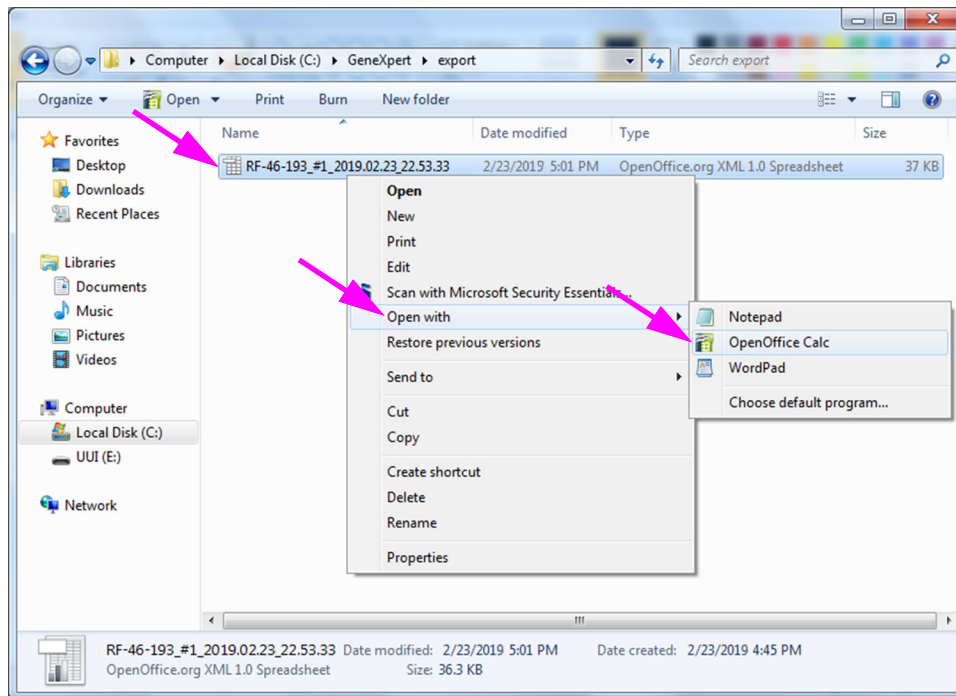 Computer Local Disk (C:) GeneXpert export
Search export
Organize Open Print Burn New folder
Name Date modified Type Size
RF-46-193_#1_2019.02.23_22.53.33 2/23/2019 5:01 PM OpenOffice.org XML 1.0 Spreadsheet 37 KB
Favorites
Desktop
Downloads
Recent Places
Libraries
Documents
Music
Pictures
Videos
Computer
Local Disk (C:)
UUI (E:)
Network
Open
New
Print
Edit
Scan with Microsoft Security Essentials...
Open with
Restore previous versions
Send to
Cut
Copy
Create shortcut
Delete
Rename
Properties
Notepad
OpenOffice Calc
WordPad
Choose default program...
RF-46-193_#1_2019.02.23_22.53.33 Date modified: 2/23/2019 5:01 PM Date created: 2/23/2019 4:45 PM
OpenOffice.org XML 1.0 Spreadsheet Size: 36.3 KB